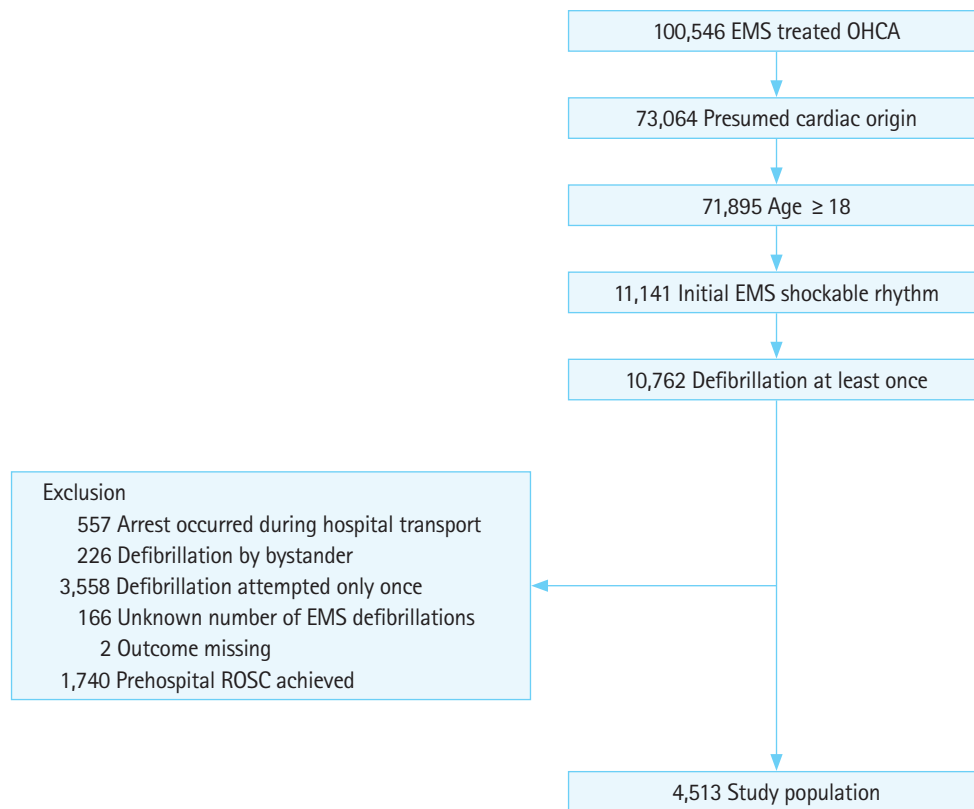 100,546 EMS treated OHCA
73,064 Presumed cardiac origin
71,895 Age ≥ 18
11,141 Initial EMS shockable rhythm
10,762 Defibrillation at least once
Exclusion
557 Arrest occurred during hospital transport
226 Defibrillation by bystander
3,558 Defibrillation attempted only once
166 Unknown number of EMS defibrillations
2 Outcome missing
1,740 Prehospital ROSC achieved
4,513 Study population